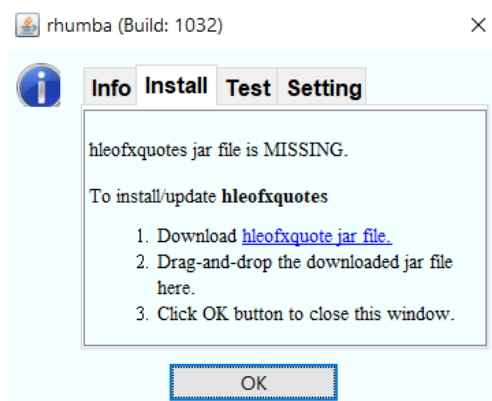 rhumba (Build: 1032)
Info Install Test Setting
hleofxquotes jar file is MISSING.
To install/update hleofxquotes
1. Download hleofxquote jar file.
2. Drag-and-drop the downloaded jar file
here.
3. Click OK button to close this window.
OK